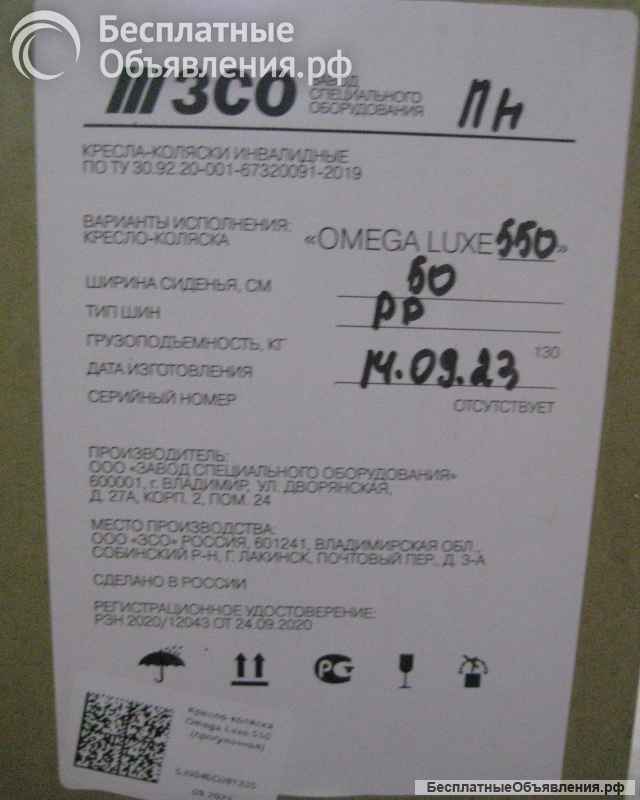 Бесплатные
Объявления.рф
ЗСО
ЗАВОД
СПЕЦИАЛЬНОГО
ОБОРУДОВАНИЯ
ПН
КРЕСЛА-КОЛЯСКИ ИНВАЛИДНЫЕ
ПО ТУ 30.92.20-001-67320091-2019
ВАРИАНТЫ ИСПОЛНЕНИЯ:
КРЕСЛО-КОЛЯСКА «OMEGA LUXE 550»
ШИРИНА СИДЕНЬЯ, СМ 50
ТИП ШИН РР
ГРУЗОПОДЪЕМНОСТЬ, КГ 130
ДАТА ИЗГОТОВЛЕНИЯ 14.09.23
СЕРИЙНЫЙ НОМЕР ОТСУТСТВУЕТ
ПРОИЗВОДИТЕЛЬ:
ООО «ЗАВОД СПЕЦИАЛЬНОГО ОБОРУДОВАНИЯ»
600001, г. ВЛАДИМИР, УЛ. ДВОРЯНСКАЯ,
Д. 27А, КОРП. 2, ПОМ. 24
МЕСТО ПРОИЗВОДСТВА:
ООО «ЗСО» РОССИЯ, 601241, ВЛАДИМИРСКАЯ ОБЛ.,
СОБИНСКИЙ Р-Н, Г. ЛАКИНСК, ПОЧТОВЫЙ ПЕР., Д. 3-А
СДЕЛАНО В РОССИИ
РЕГИСТРАЦИОННОЕ УДОСТОВЕРЕНИЕ:
РЗН 2020/12043 ОТ 24.09.2020
РСТ
Кресло-коляска
Omega Luxe 550
(прогулочная)
09.2023
БесплатныеОбъявления.рф